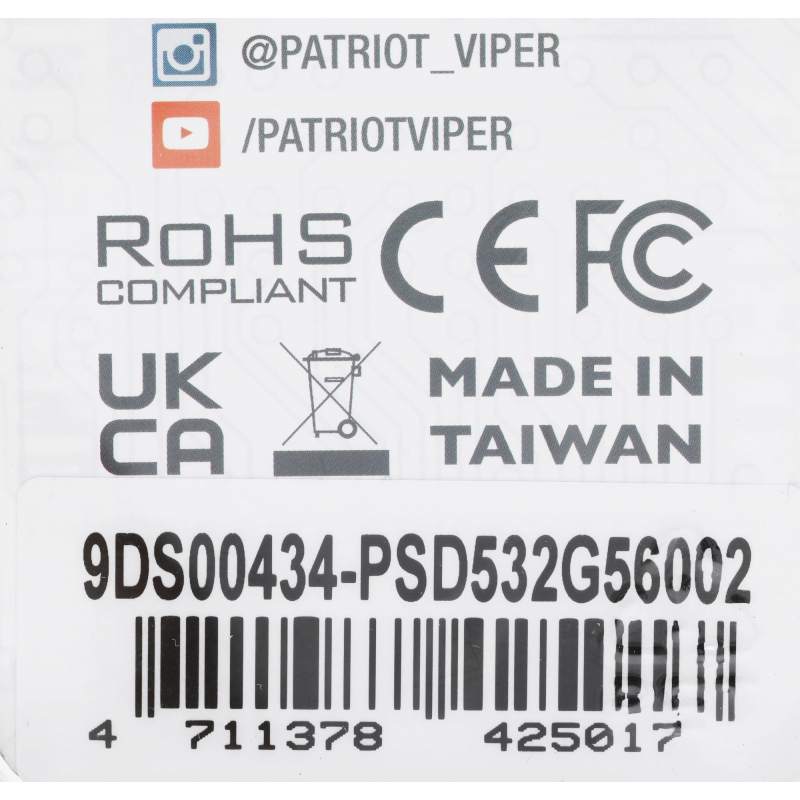 @PATRIOT_VIPER
/PATRIOTVIPER
RoHS
COMPLIANT
CE FC
UK
CA
MADE IN
TAIWAN
9DS00434-PSD532G56002
4 711378 425017